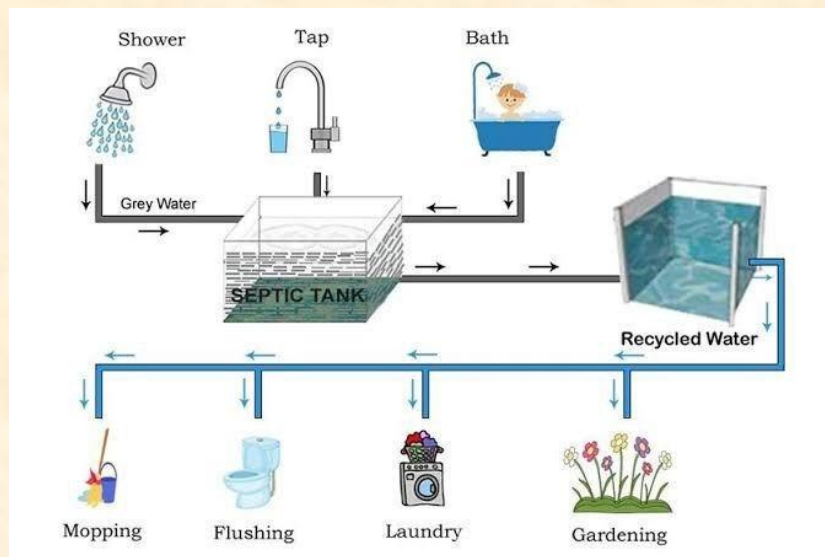 Shower
Tap
Bath
Grey Water
SEPTIC TANK
Recycled Water
Mopping
Flushing
Laundry
Gardening